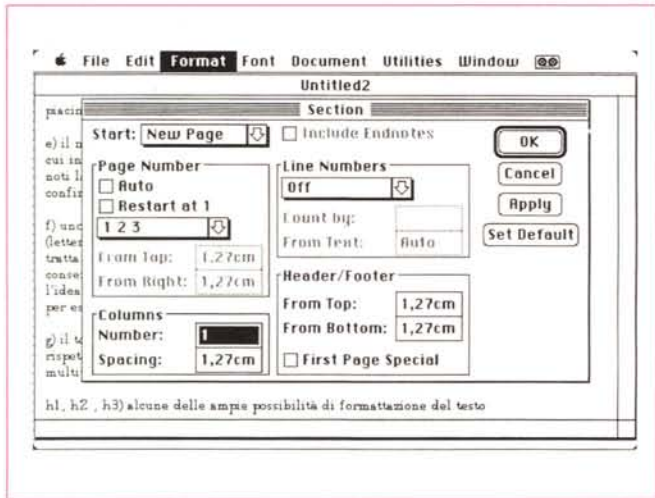 File Edit Format Font Document Utilities Window
Untitled2
piacin
Section
Start: New Page
Include Endnotes
OK
e) il n
cui in
noti l
confir
Page Number
Auto
Restart at 1
1 2 3
From Top: 1,27cm
From Right: 1,27cm
Line Numbers
Off
Count by:
From Text: Auto
Cancel
Apply
Set Default
f) uno
(letter
tratta
conse
l'idea
per es
Columns
Number: 1
Spacing: 1,27cm
Header/Footer
From Top: 1,27cm
From Bottom: 1,27cm
First Page Special
g) il t
rispet
multi
h1, h2 , h3) alcune delle ampie possibilità di formattazione del testo